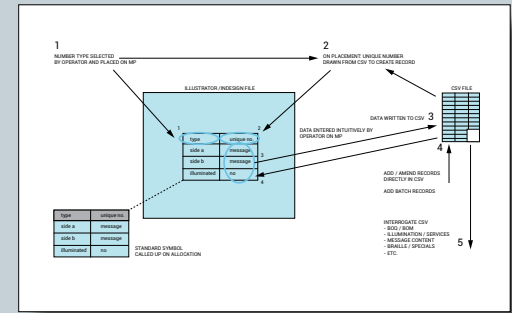 1
NUMBER TYPE SELECTED
BY OPERATOR AND PLACED ON MP
2
ON PLACEMENT: UNIQUE NUMBER
DRAWN FROM CSV TO CREATE RECORD
ILLUSTRATOR / INDESIGN FILE
CSV FILE
1
2
type unique no.
side a message
side b message
illuminated no
3
4
DATA WRITTEN TO CSV 3
DATA ENTERED INTUITIVELY BY
OPERATOR ON MP
4
ADD / AMEND RECORDS
DIRECTLY IN CSV
ADD BATCH RECORDS
type unique no.
side a message
side b message
illuminated no
STANDARD SYMBOL
CALLED UP ON ALLOCATION
INTERROGATE CSV
- BOQ / BOM
- ILLUMINATION / SERVICES
- MESSAGE CONTENT
- BRAILLE / SPECIALS
- ETC.
5